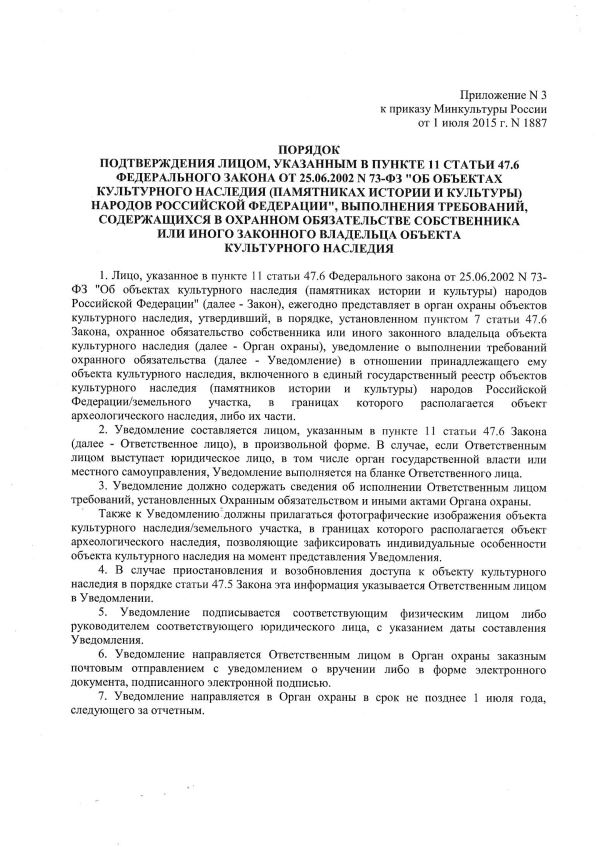 Приложение N 3
к приказу Минкультуры России
от 1 июля 2015 г. N 1887
ПОРЯДОК
ПОДТВЕРЖДЕНИЯ ЛИЦОМ, УКАЗАННЫМ В ПУНКТЕ 11 СТАТЬИ 47.6
ФЕДЕРАЛЬНОГО ЗАКОНА ОТ 25.06.2002 N 73-ФЗ "ОБ ОБЪЕКТАХ
КУЛЬТУРНОГО НАСЛЕДИЯ (ПАМЯТНИКАХ ИСТОРИИ И КУЛЬТУРЫ)
НАРОДОВ РОССИЙСКОЙ ФЕДЕРАЦИИ", ВЫПОЛНЕНИЯ ТРЕБОВАНИЙ,
СОДЕРЖАЩИХСЯ В ОХРАННОМ ОБЯЗАТЕЛЬСТВЕ СОБСТВЕННИКА
ИЛИ ИНОГО ЗАКОННОГО ВЛАДЕЛЬЦА ОБЪЕКТА
КУЛЬТУРНОГО НАСЛЕДИЯ
1. Лицо, указанное в пункте 11 статьи 47.6 Федерального закона от 25.06.2002 N 73-
ФЗ "Об объектах культурного наследия (памятниках истории и культуры) народов
Российской Федерации" (далее - Закон), ежегодно представляет в орган охраны объектов
культурного наследия, утвердивший, в порядке, установленном пунктом 7 статьи 47.6
Закона, охранное обязательство собственника или иного законного владельца объекта
культурного наследия (далее - Орган охраны), уведомление о выполнении требований
охранного обязательства (далее - Уведомление) в отношении принадлежащего ему
объекта культурного наследия, включенного в единый государственный реестр объектов
культурного наследия (памятников истории и культуры) народов Российской
Федерации/земельного участка, в границах которого располагается объект
археологического наследия, либо их части.
2. Уведомление составляется лицом, указанным в пункте 11 статьи 47.6 Закона
(далее - Ответственное лицо), в произвольной форме. В случае, если Ответственным
лицом выступает юридическое лицо, в том числе орган государственной власти или
местного самоуправления, Уведомление выполняется на бланке Ответственного лица.
3. Уведомление должно содержать сведения об исполнении Ответственным лицом
требований, установленных Охранным обязательством и иными актами Органа охраны.
Также к Уведомлению должны прилагаться фотографические изображения объекта
культурного наследия/земельного участка, в границах которого располагается объект
археологического наследия, позволяющие зафиксировать индивидуальные особенности
объекта культурного наследия на момент представления Уведомления.
4. В случае приостановления и возобновления доступа к объекту культурного
наследия в порядке статьи 47.5 Закона эта информация указывается Ответственным лицом
в Уведомлении.
5. Уведомление подписывается соответствующим физическим лицом либо
руководителем соответствующего юридического лица, с указанием даты составления
Уведомления.
6. Уведомление направляется Ответственным лицом в Орган охраны заказным
почтовым отправлением с уведомлением о вручении либо в форме электронного
документа, подписанного электронной подписью.
7. Уведомление направляется в Орган охраны в срок не позднее 1 июля года,
следующего за отчетным.